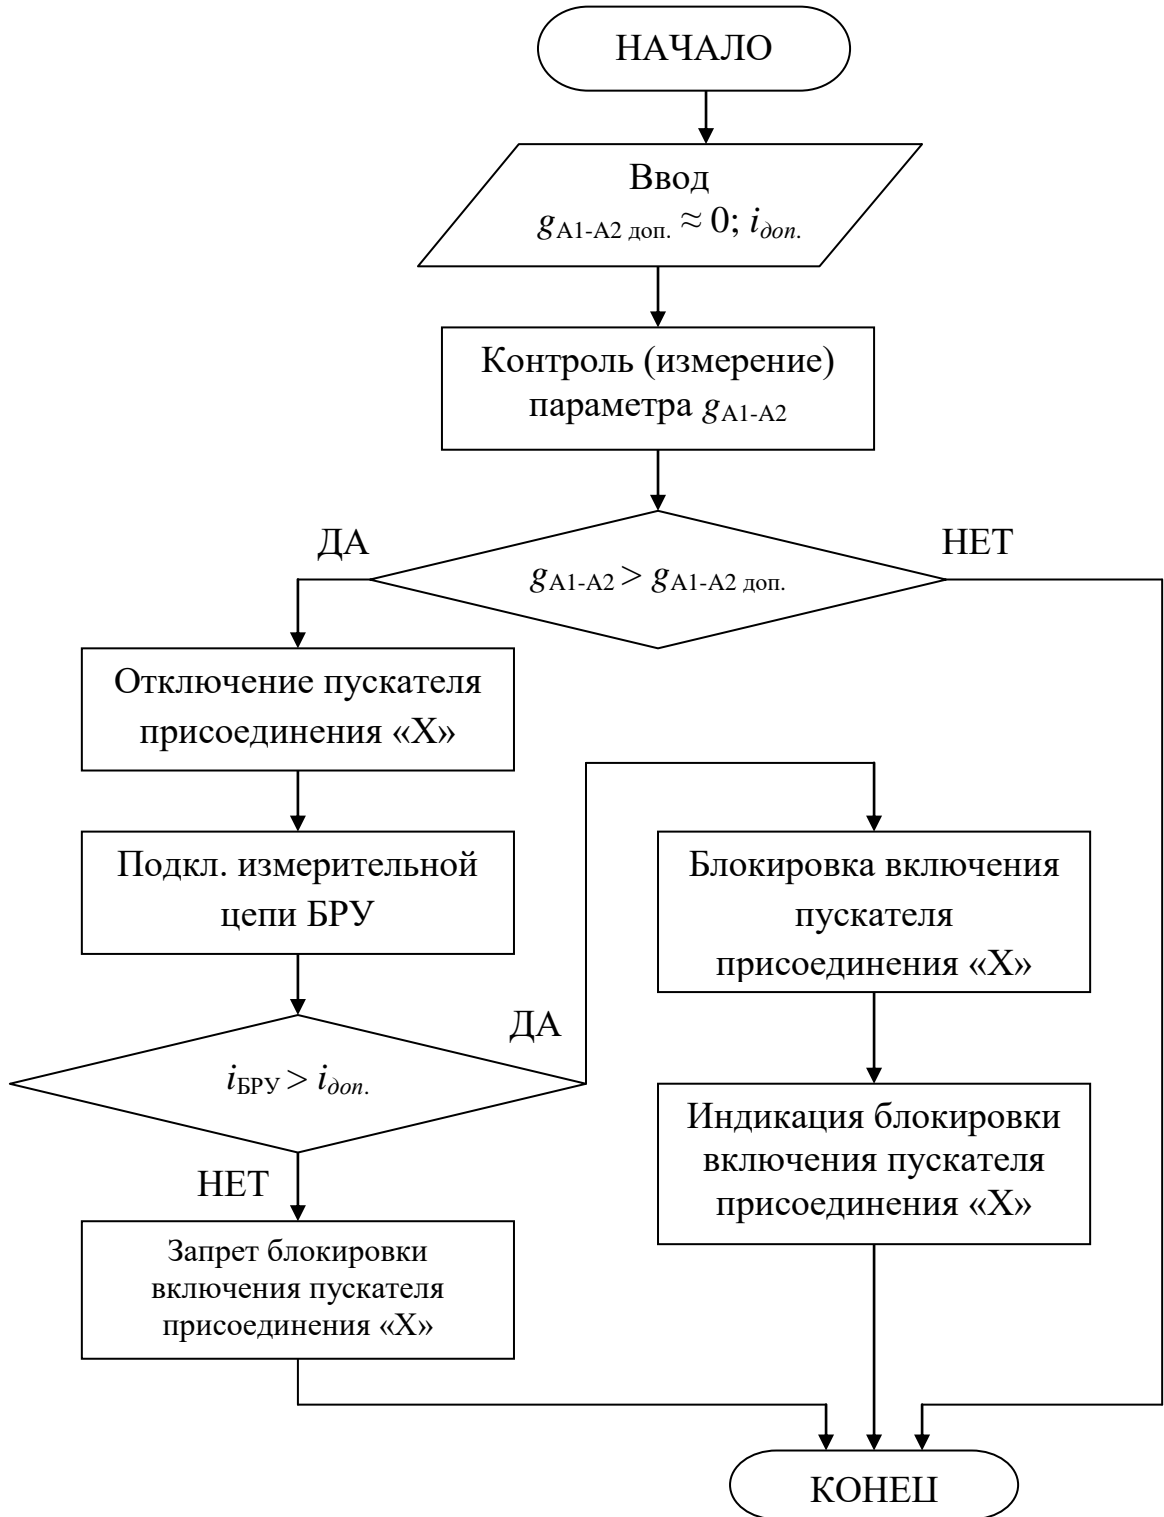 НАЧАЛО
Ввод
gА1-А2 доп. ≈ 0; iдоп.
Контроль (измерение)
параметра gА1-А2
ДА
НЕТ
gА1-А2 > gА1-А2 доп.
Отключение пускателя
присоединения «Х»
Подкл. измерительной
цепи БРУ
Блокировка включения
пускателя
присоединения «Х»
ДА
iБРУ > iдоп.
Индикация блокировки
включения пускателя
присоединения «Х»
НЕТ
Запрет блокировки
включения пускателя
присоединения «Х»
КОНЕЦ